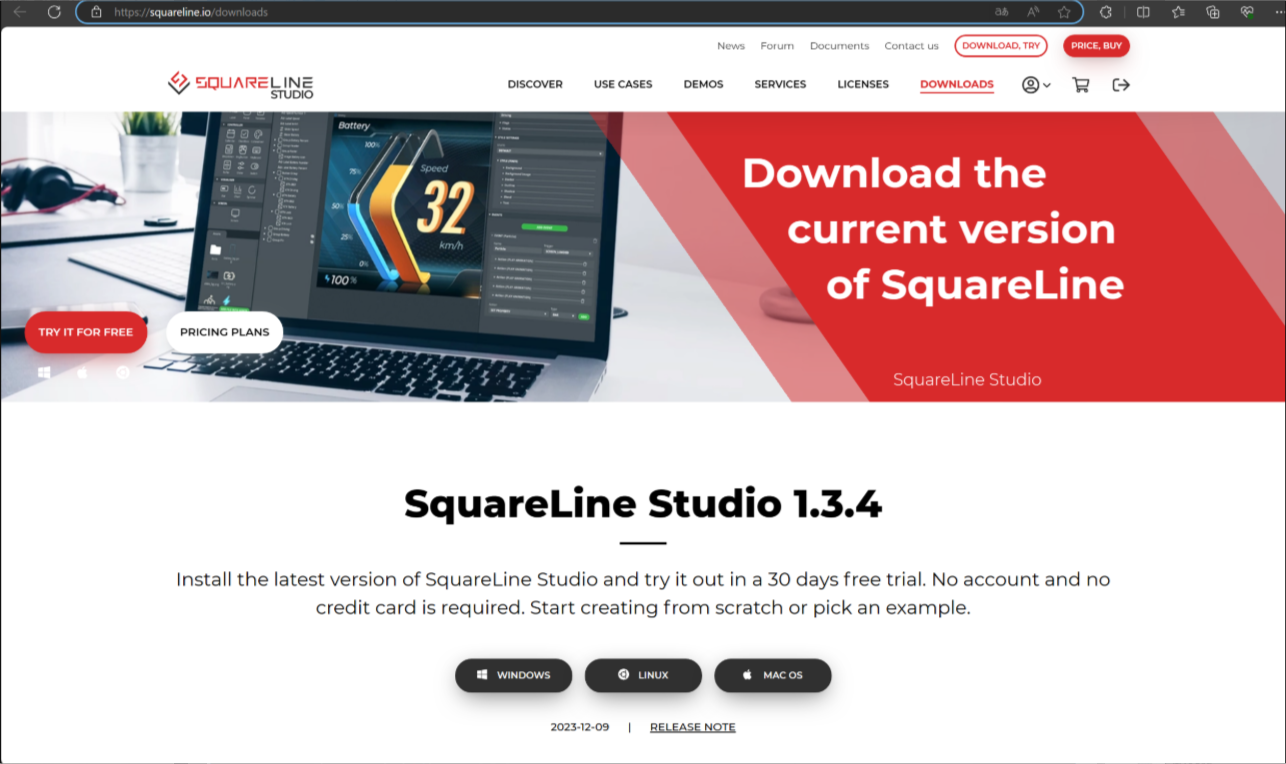 https://squareline.io/downloads
News Forum Documents Contact us DOWNLOAD, TRY PRICE, BUY
SQUARELINE
STUDIO
DISCOVER USE CASES DEMOS SERVICES LICENSES DOWNLOADS
Battery
100%
75%
50%
25%
0%
100%
Speed
32
km/h
Download the
current version
of SquareLine
SquareLine Studio
TRY IT FOR FREE PRICING PLANS
SquareLine Studio 1.3.4
Install the latest version of SquareLine Studio and try it out in a 30 days free trial. No account and no
credit card is required. Start creating from scratch or pick an example.
WINDOWS LINUX MAC OS
2023-12-09 | RELEASE NOTE